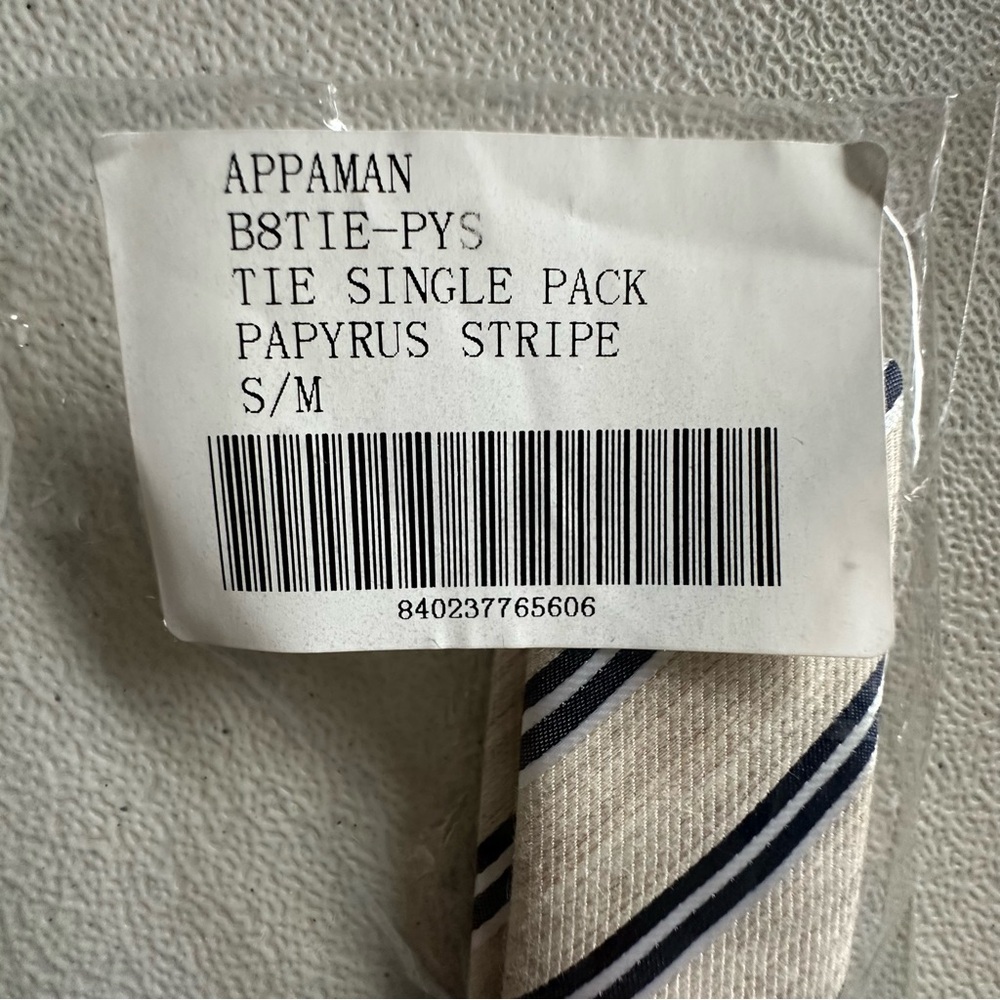 APPAMAN
B8TIE-PYS
TIE SINGLE PACK
PAPYRUS STRIPE
S/M
840237765606